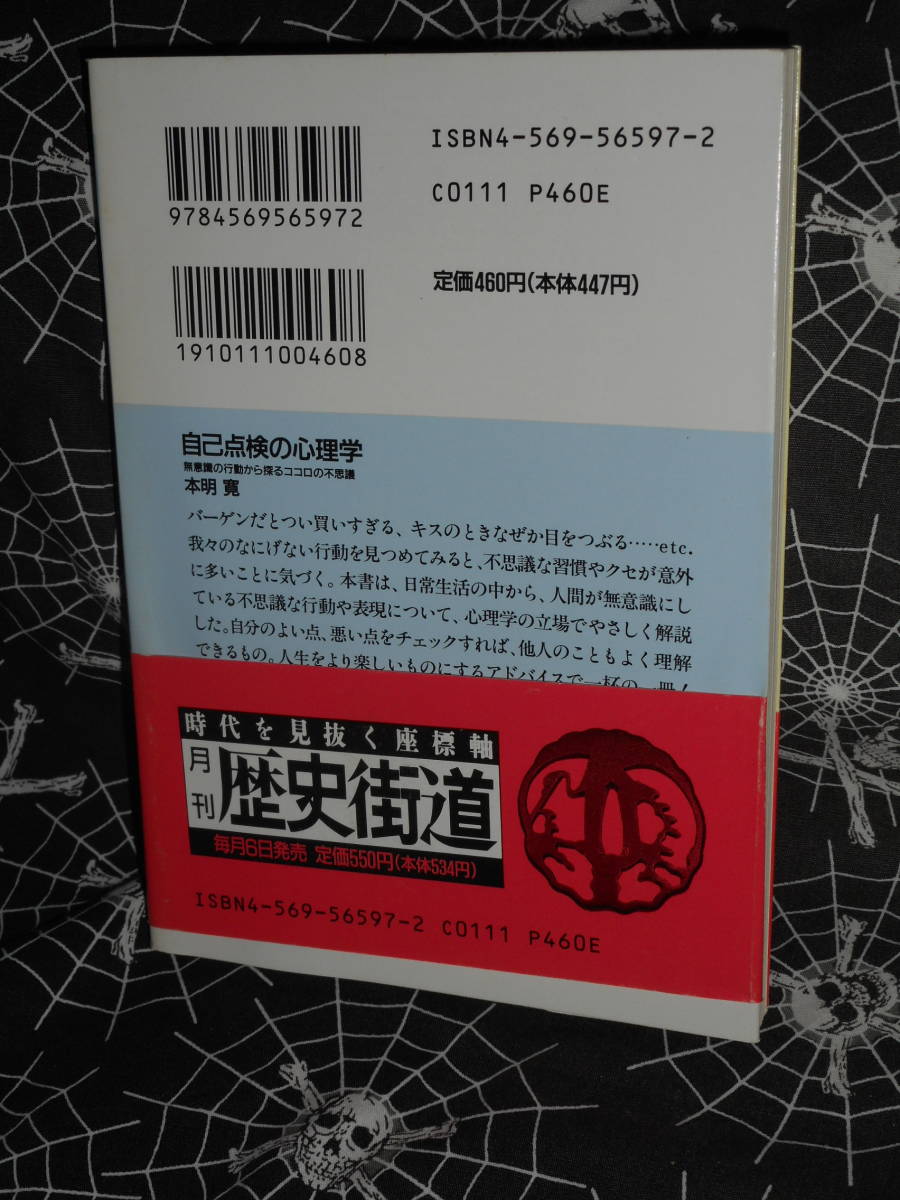 ISBN4-569-56597-2
C0111 P460E
9784569565972
定価460円(本体447円)
1910111004608
自己点検の心理学
無意識の行動から探るココロの不思議
本明 寛
バーゲンだとつい買いすぎる、キスのときなぜか目をつぶる……etc.
我々のなにげない行動を見つめてみると、不思議な習慣やクセが意外
に多いことに気づく。本書は、日常生活の中から、人間が無意識にし
ている不思議な行動や表現について、心理学の立場でやさしく解説
した。自分のよい点、悪い点をチェックすれば、他人のこともよく理解
できるもの。人生をより楽しいものにするアドバイスで一杯の一冊！
時代を見抜く座標軸
月刊 歴史街道
毎月6日発売 定価550円(本体534円)
ISBN4-569-56597-2 C0111 P460E